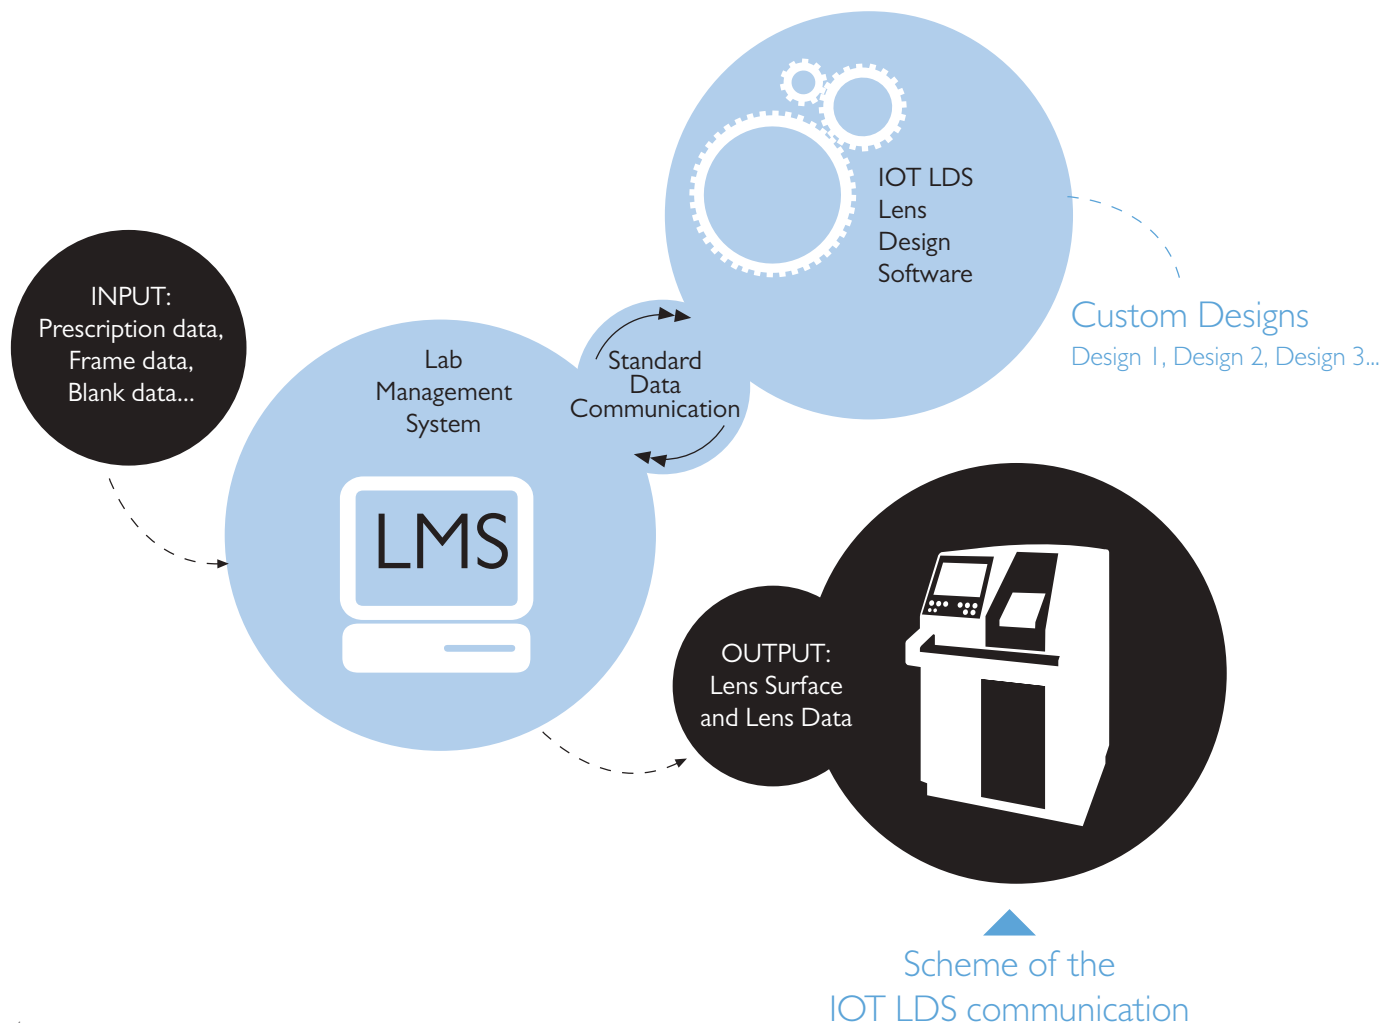 IOT LDS
Lens
Design
Software
INPUT:
Prescription data,
Frame data,
Blank data...
Custom Designs
Design 1, Design 2, Design 3...
Lab
Management
System
Standard
Data
Communication
LMS
OUTPUT:
Lens Surface
and Lens Data
Scheme of the
IOT LDS communication